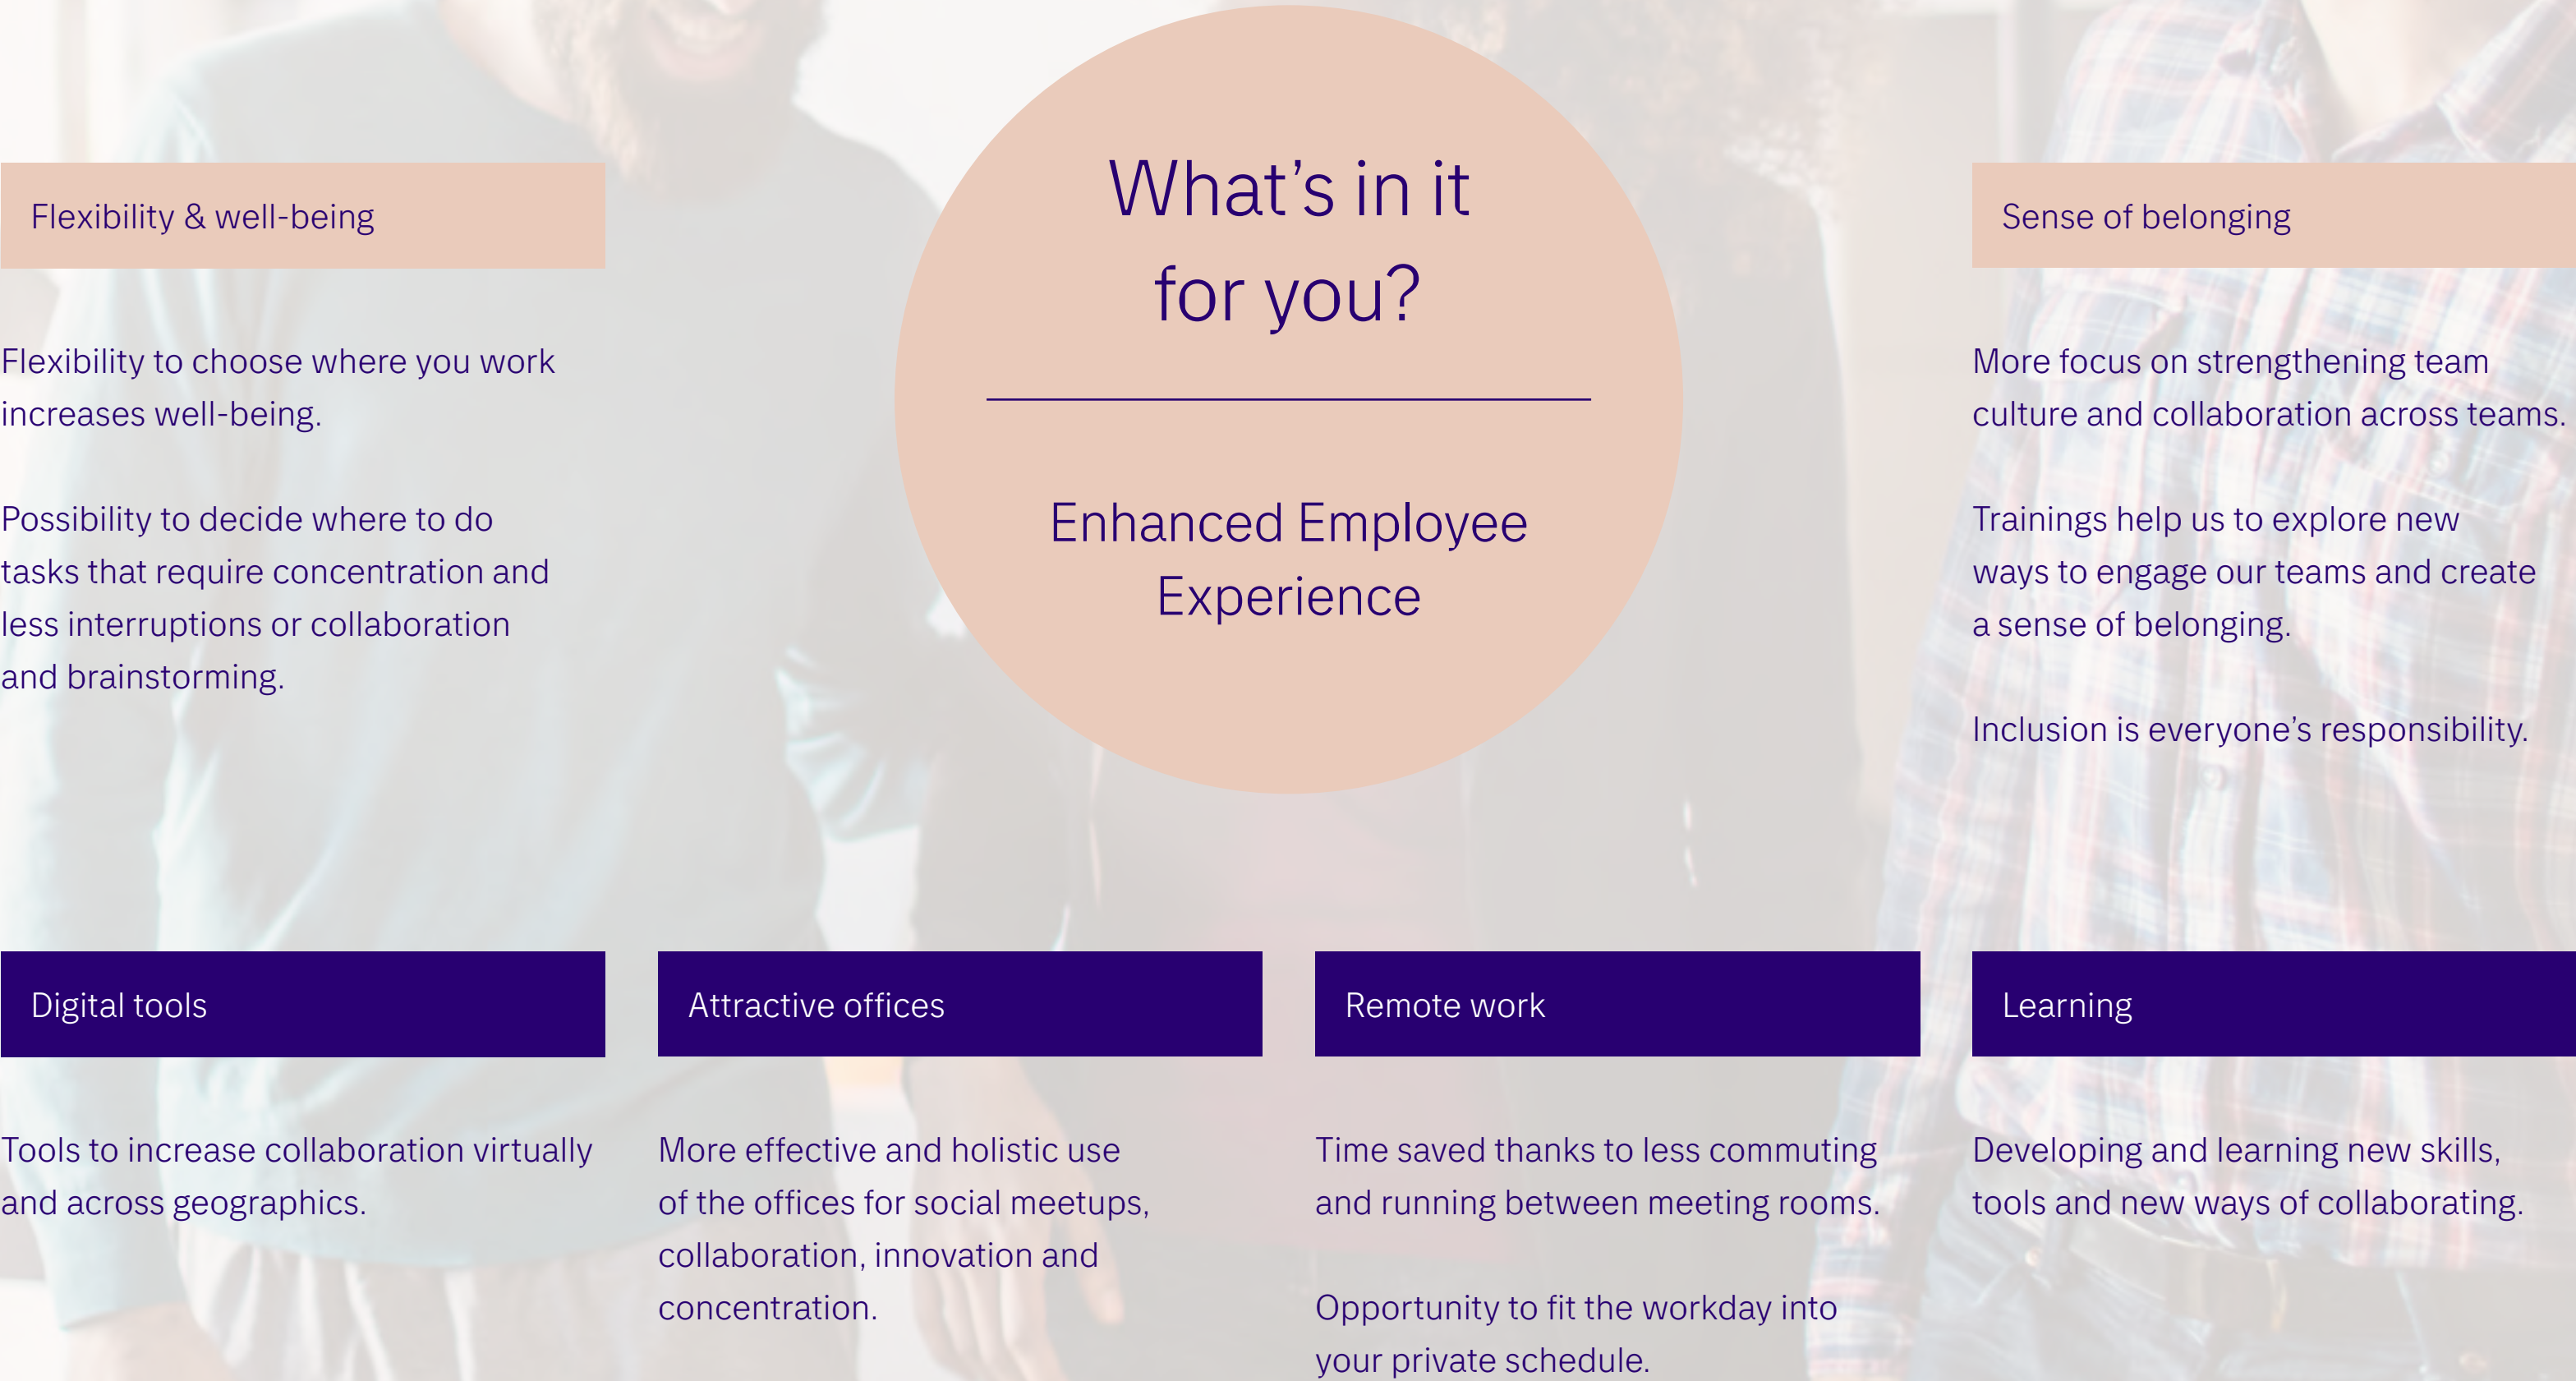 What’s in it
for you?
Enhanced Employee
Experience
Flexibility & well-being
Flexibility to choose where you work
increases well-being.
Possibility to decide where to do
tasks that require concentration and
less interruptions or collaboration
and brainstorming.
Sense of belonging
More focus on strengthening team
culture and collaboration across teams.
Trainings help us to explore new
ways to engage our teams and create
a sense of belonging.
Inclusion is everyone’s responsibility.
Digital tools
Tools to increase collaboration virtually
and across geographics.
Attractive offices
More effective and holistic use
of the offices for social meetups,
collaboration, innovation and
concentration.
Remote work
Time saved thanks to less commuting
and running between meeting rooms.
Opportunity to fit the workday into
your private schedule.
Learning
Developing and learning new skills,
tools and new ways of collaborating.